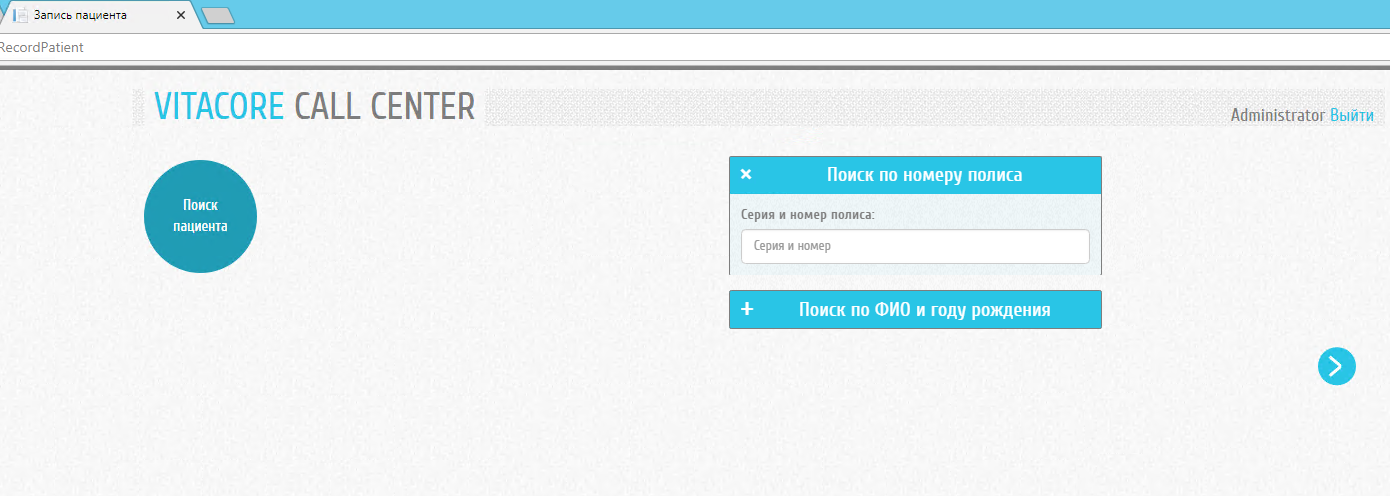 Запись пациента
RecordPatient
VITACORE CALL CENTER
Administrator Выйти
Поиск
пациента
Поиск по номеру полиса
Серия и номер полиса:
Серия и номер
Поиск по ФИО и году рождения